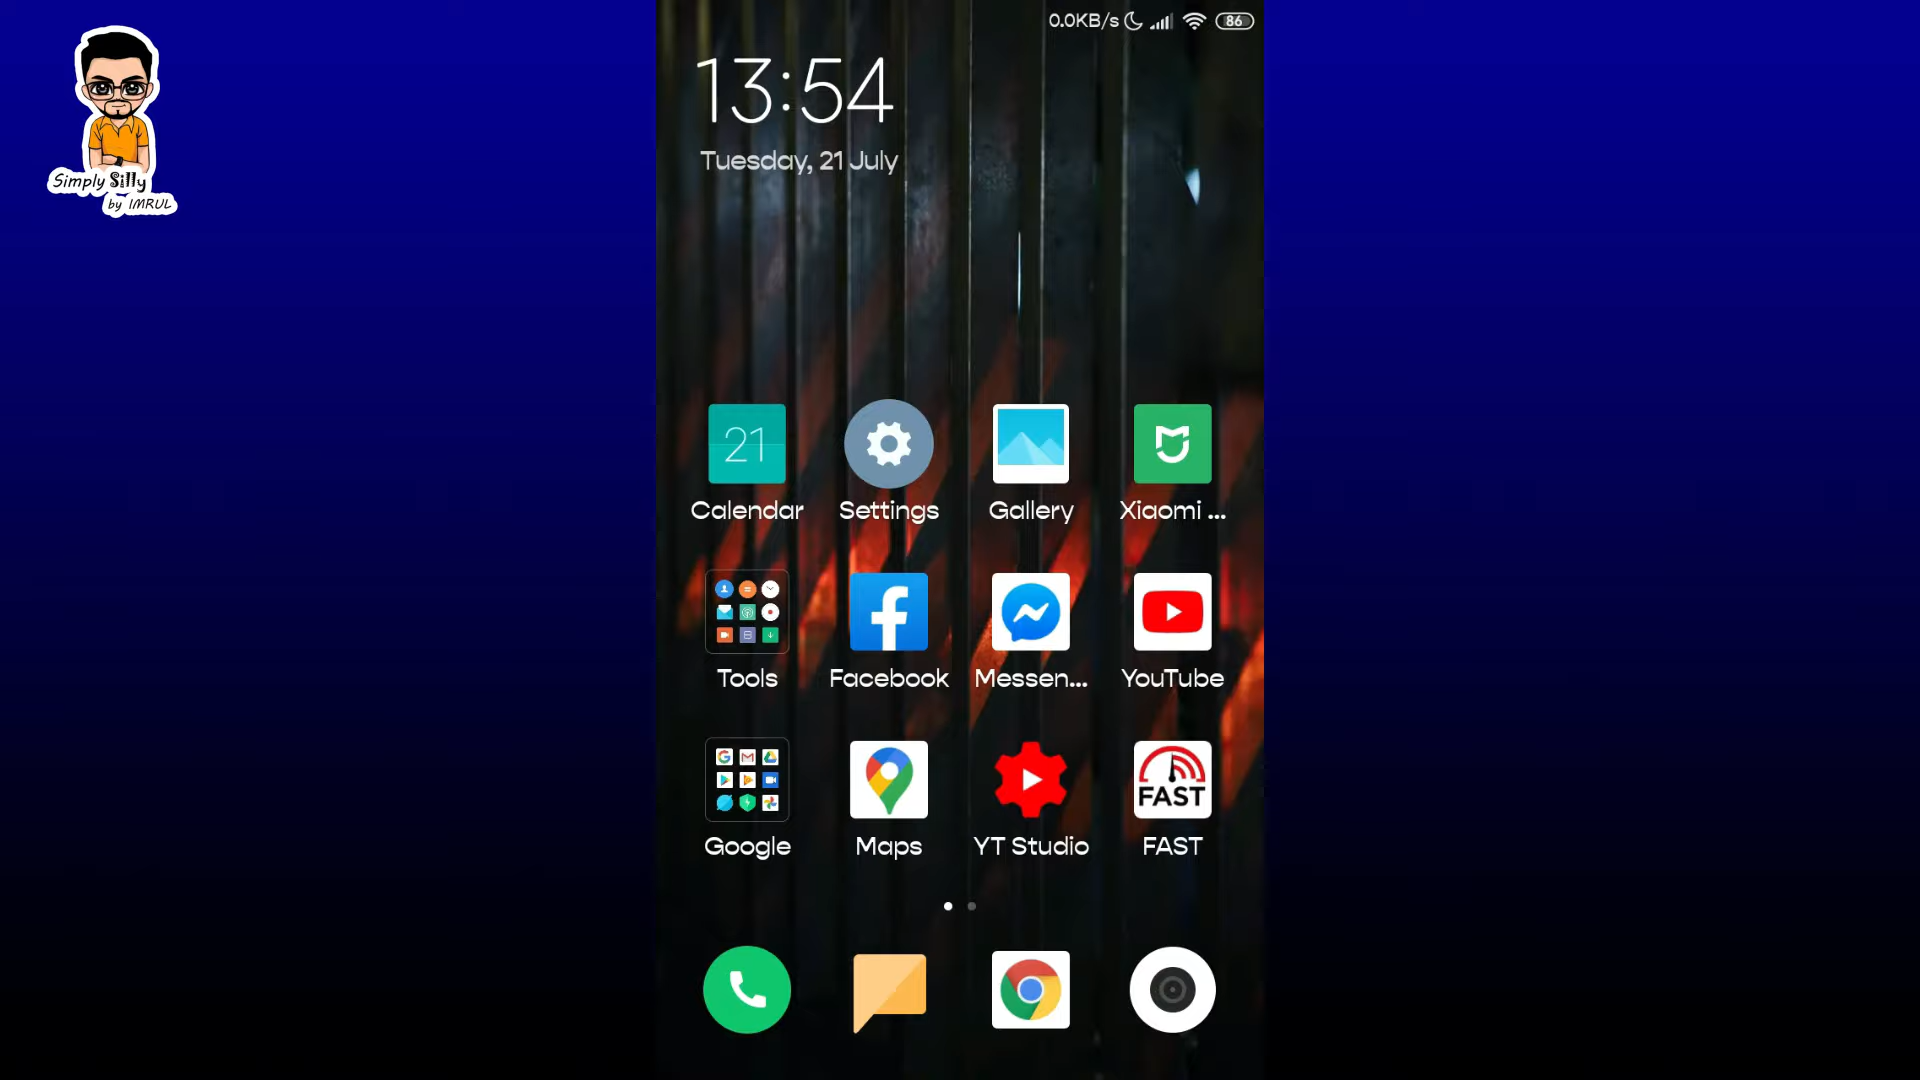 Simply Silly
by IMRUL
0.0KB/s 86
13:54
Tuesday, 21 July
21
Calendar Settings Gallery Xiaomi ...
Tools Facebook Messen... YouTube
FAST
Google Maps YT Studio FAST